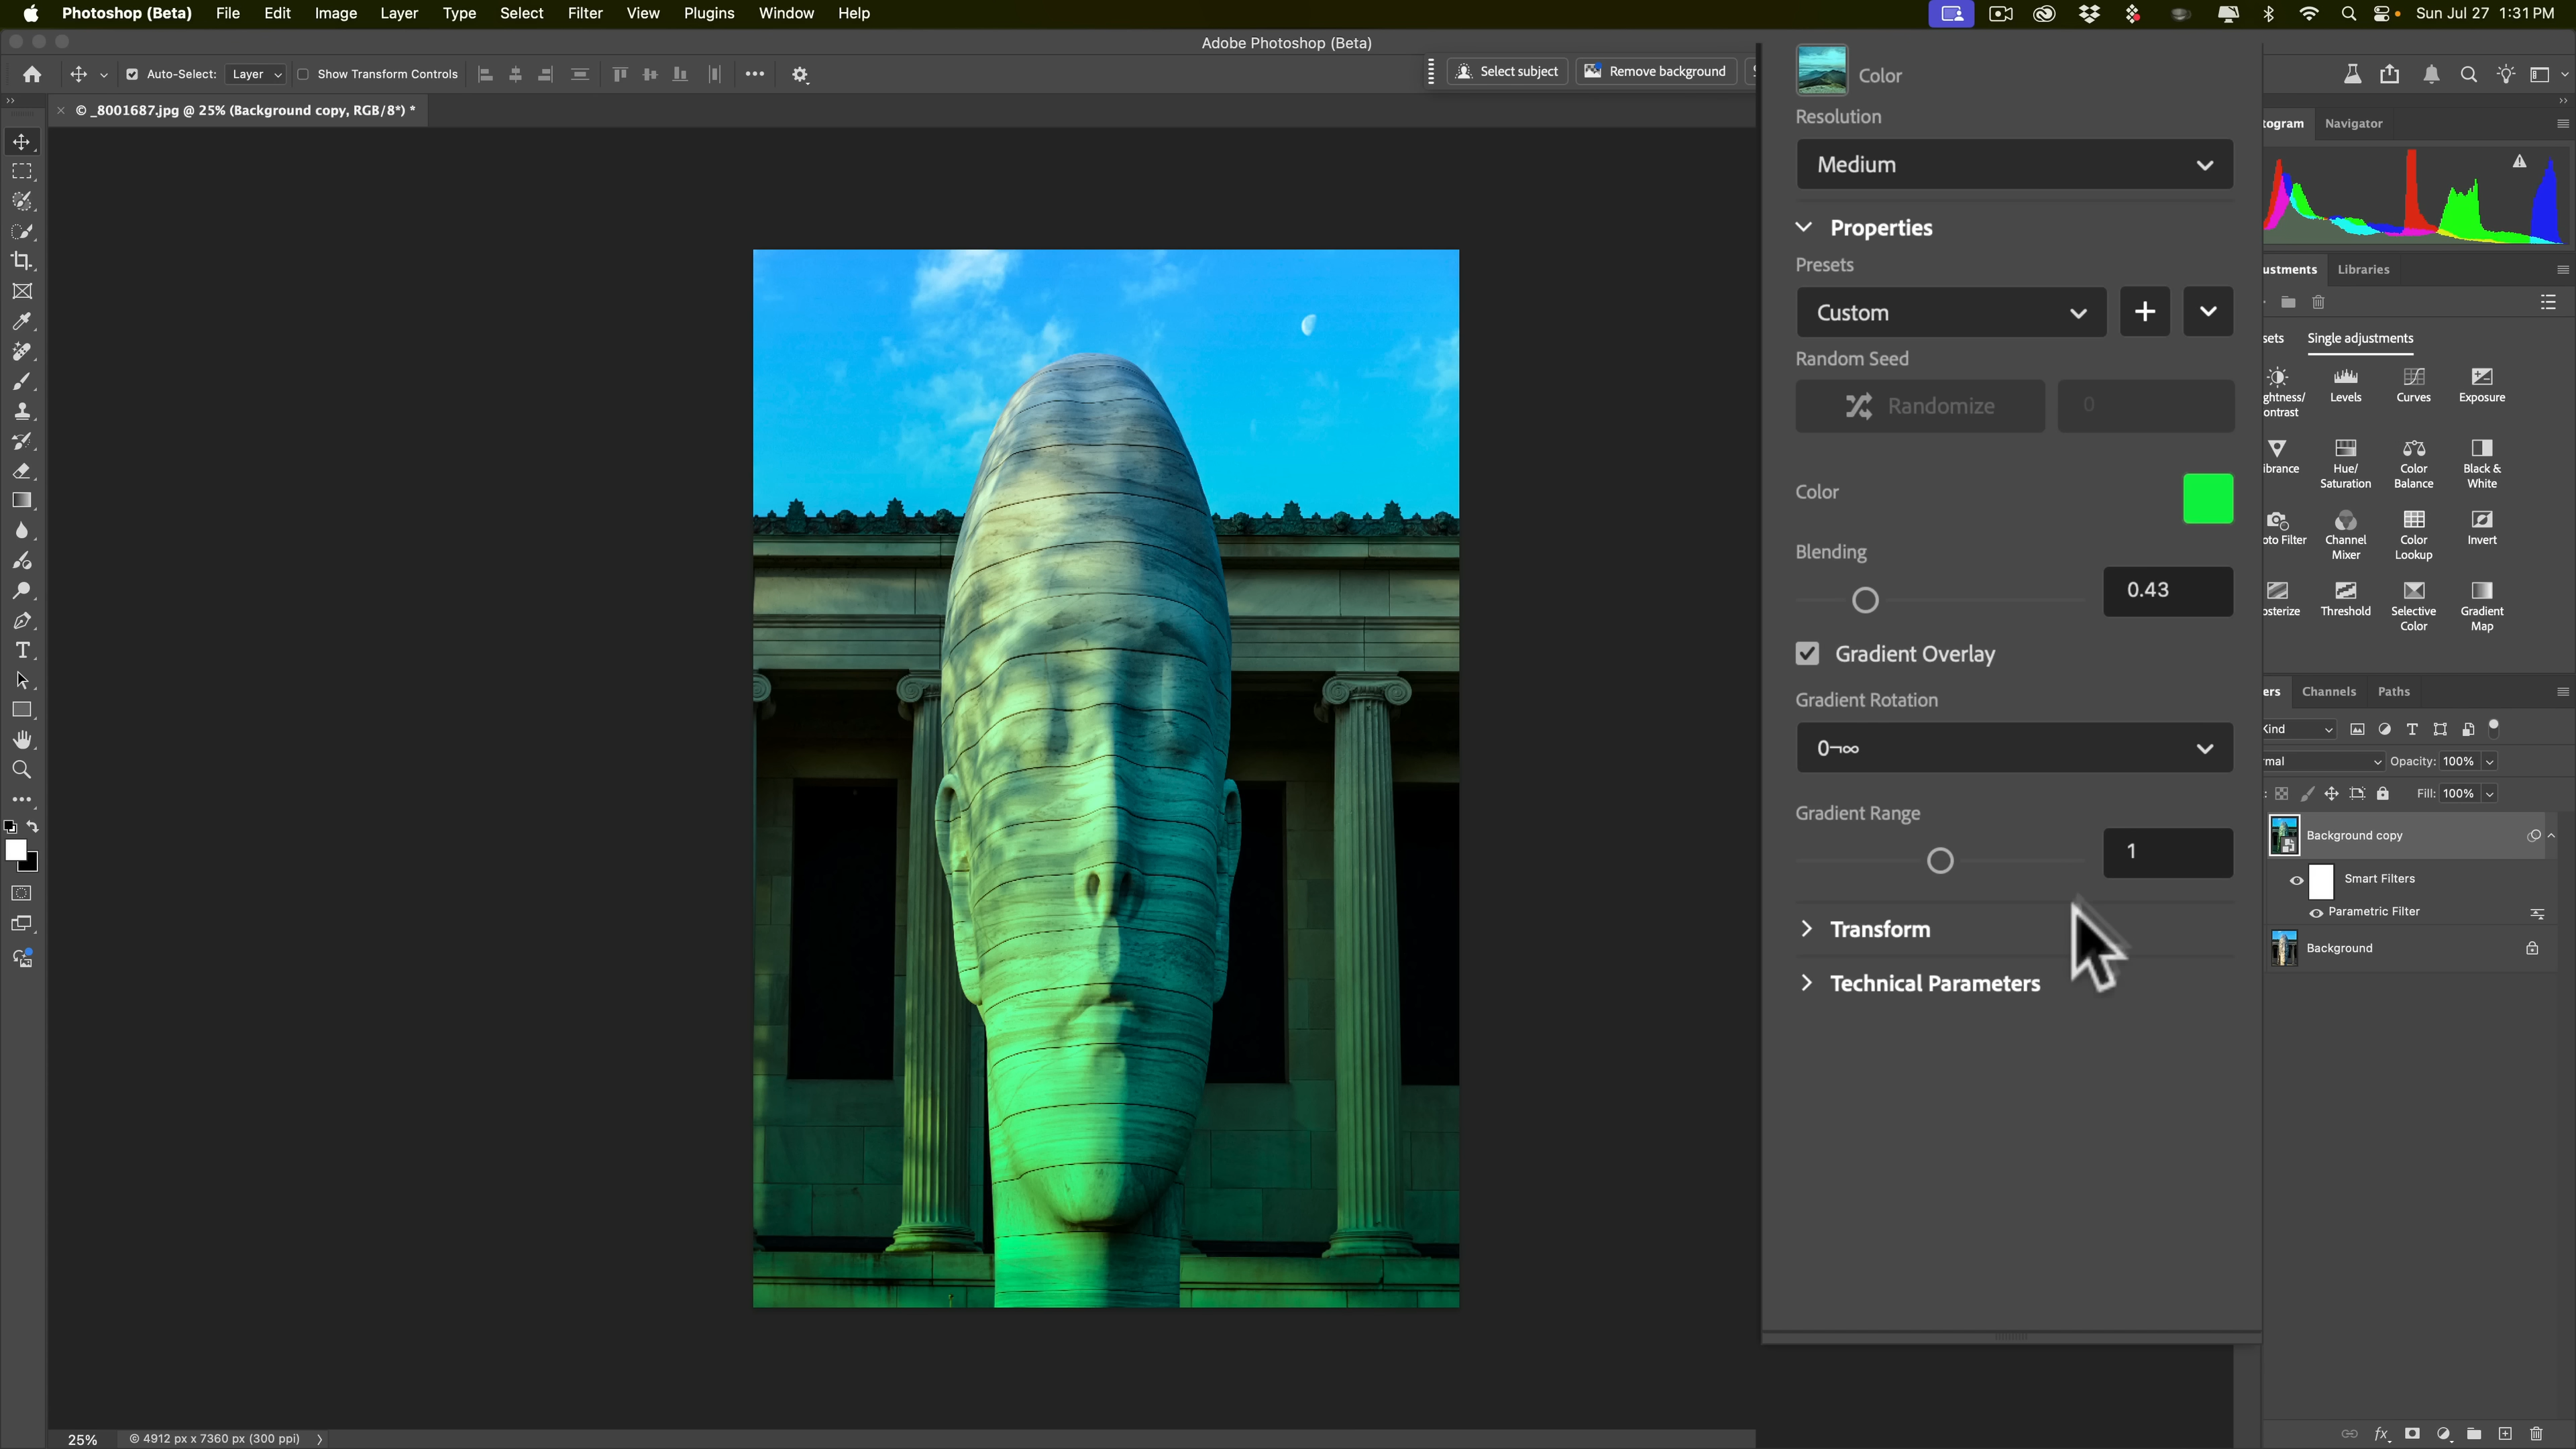 Photoshop (Beta) File Edit Image Layer Type Select Filter View Plugins Window Help
Sun Jul 27 1:31 PM
Adobe Photoshop (Beta)
Auto-Select: Layer Show Transform Controls
Select subject Remove background
© _8001687.jpg @ 25% (Background copy, RGB/8*) *
Color
Resolution
Medium
Properties
Presets
Custom
Random Seed
Randomize 0
Color
Blending
0.43
Gradient Overlay
Gradient Rotation
0¬∞
Gradient Range
1
Transform
Technical Parameters
togram Navigator
ustments Libraries
sets Single adjustments
ghtness/
ontrast
Levels
Curves
Exposure
ibrance
Hue/
Saturation
Color
Balance
Black &
White
oto Filter
Channel
Mixer
Color
Lookup
Invert
osterize
Threshold
Selective
Color
Gradient
Map
ers Channels Paths
Kind
rmal Opacity: 100%
: Fill: 100%
Background copy
Smart Filters
Parametric Filter
Background
fx
25% © 4912 px x 7360 px (300 ppi)